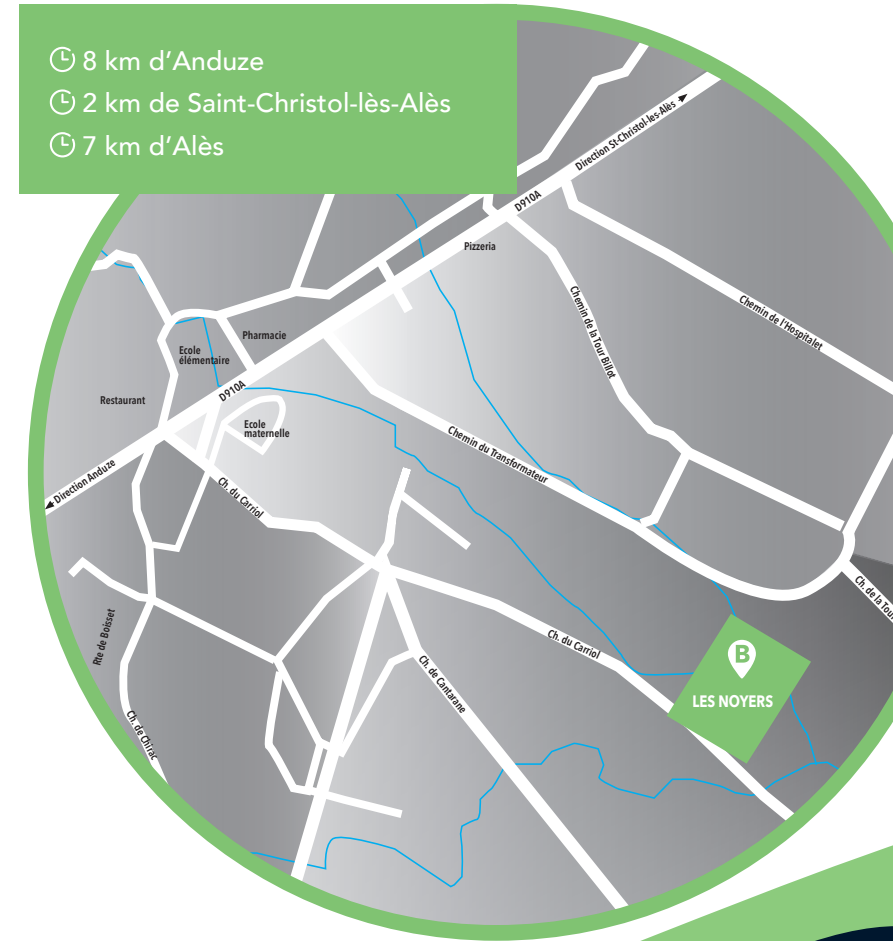 8 km d'Anduze
2 km de Saint-Christol-lès-Alès
7 km d'Alès
Direction St-Christol-les-Alès
D910A
Pizzeria
Chemin de l'Hospitalet
Chemin de la Tour Billot
Pharmacie
Ecole
élémentaire
Restaurant
D910A
Ecole
maternelle
Chemin du Transformateur
Direction Anduze
Ch. du Carriol
Ch. de la Tour
Rte de Boisset
Ch. du Carriol
Ch. de Cantarane
Ch. de Chirac
B
LES NOYERS